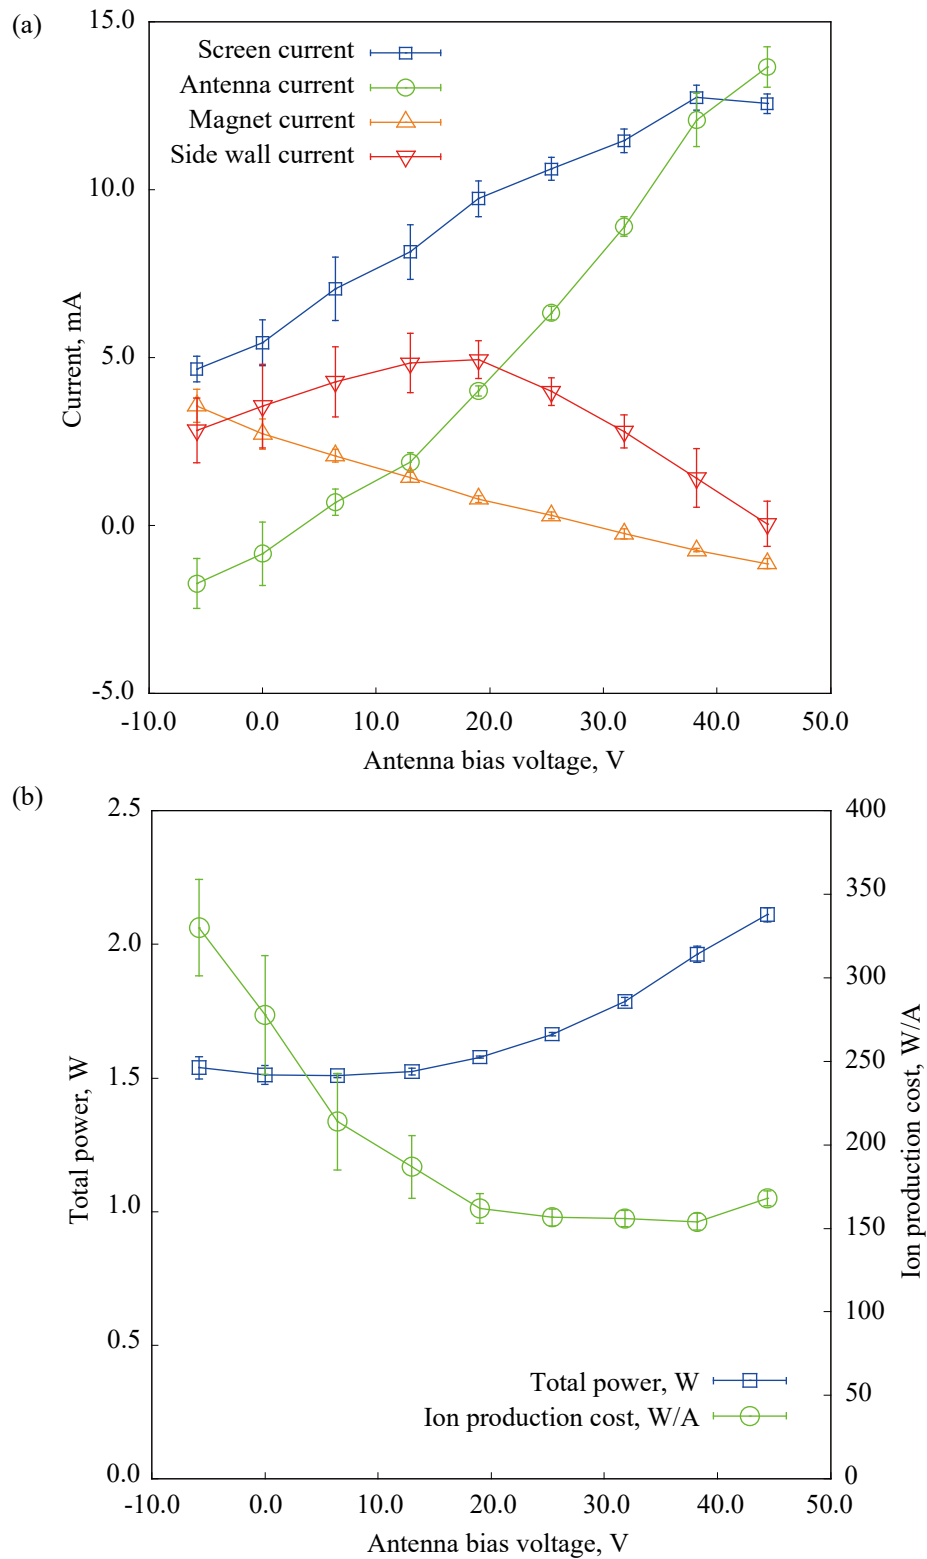 (a)
15.0
10.0
5.0
0.0
-5.0
Current, mA
Screen current
Antenna current
Magnet current
Side wall current
-10.0 0.0 10.0 20.0 30.0 40.0 50.0
Antenna bias voltage, V
(b)
2.5
2.0
1.5
1.0
0.5
0.0
Total power, W
400
350
300
250
200
150
100
50
0
Ion production cost, W/A
Total power, W
Ion production cost, W/A
-10.0 0.0 10.0 20.0 30.0 40.0 50.0
Antenna bias voltage, V